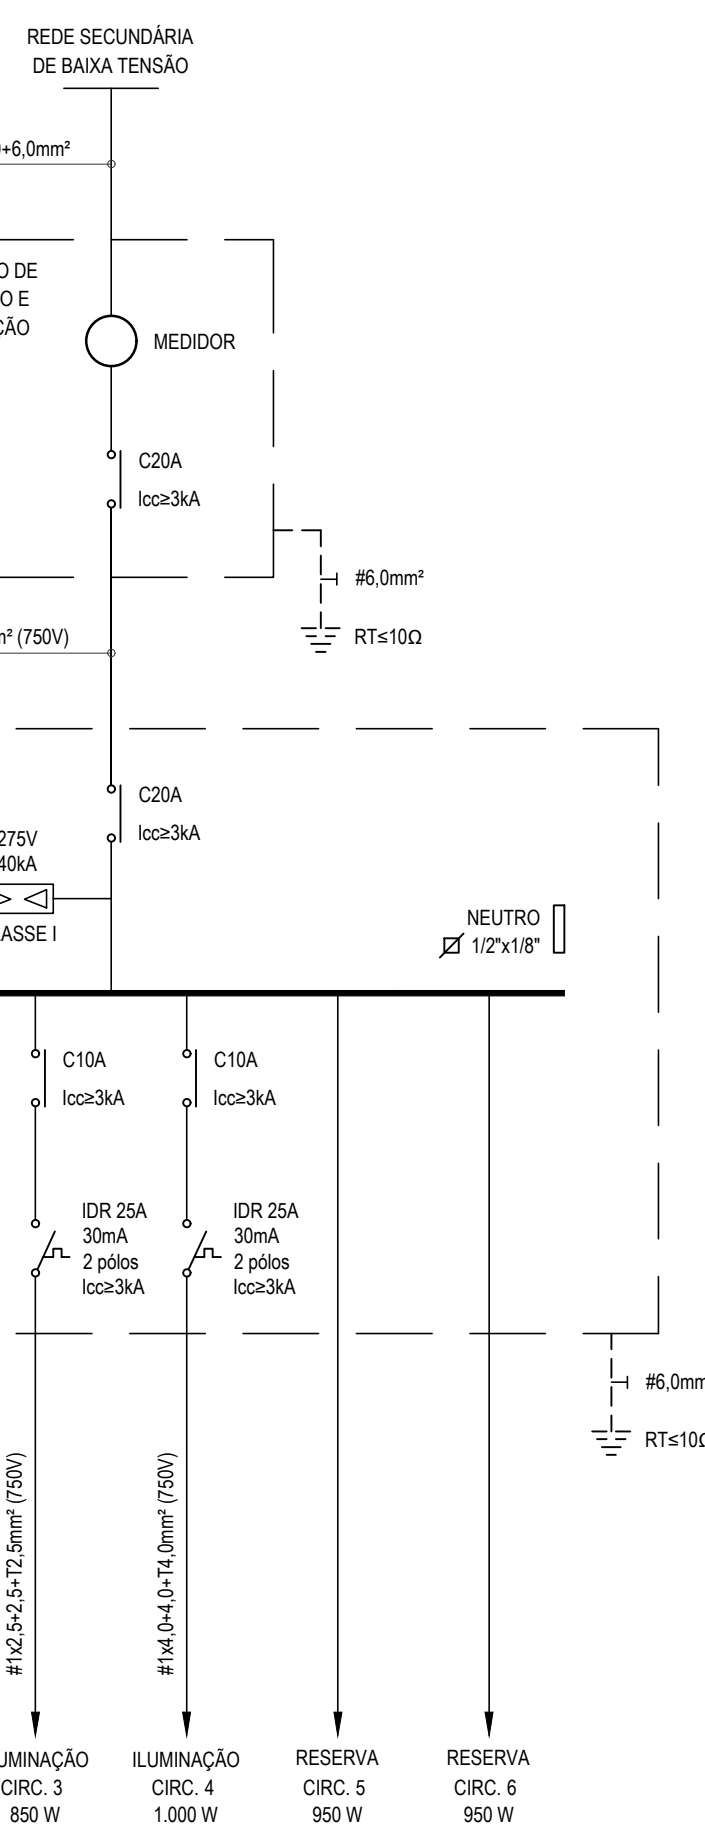 REDE SECUNDÁRIA
DE BAIXA TENSÃO
+6,0mm²
O DE
O E
ÇÃO
MEDIDOR
C20A
Icc≥3kA
#6,0mm²
RT≤10Ω
m² (750V)
C20A
Icc≥3kA
275V
40kA
ASSE I
NEUTRO
1/2"x1/8"
C10A
Icc≥3kA
C10A
Icc≥3kA
IDR 25A
30mA
2 pólos
Icc≥3kA
IDR 25A
30mA
2 pólos
Icc≥3kA
#6,0mm
RT≤10Ω
#1x2,5+2,5+T2,5mm² (750V)
#1x4,0+4,0+T4,0mm² (750V)
UMINAÇÃO
CIRC. 3
850 W
ILUMINAÇÃO
CIRC. 4
1.000 W
RESERVA
CIRC. 5
950 W
RESERVA
CIRC. 6
950 W